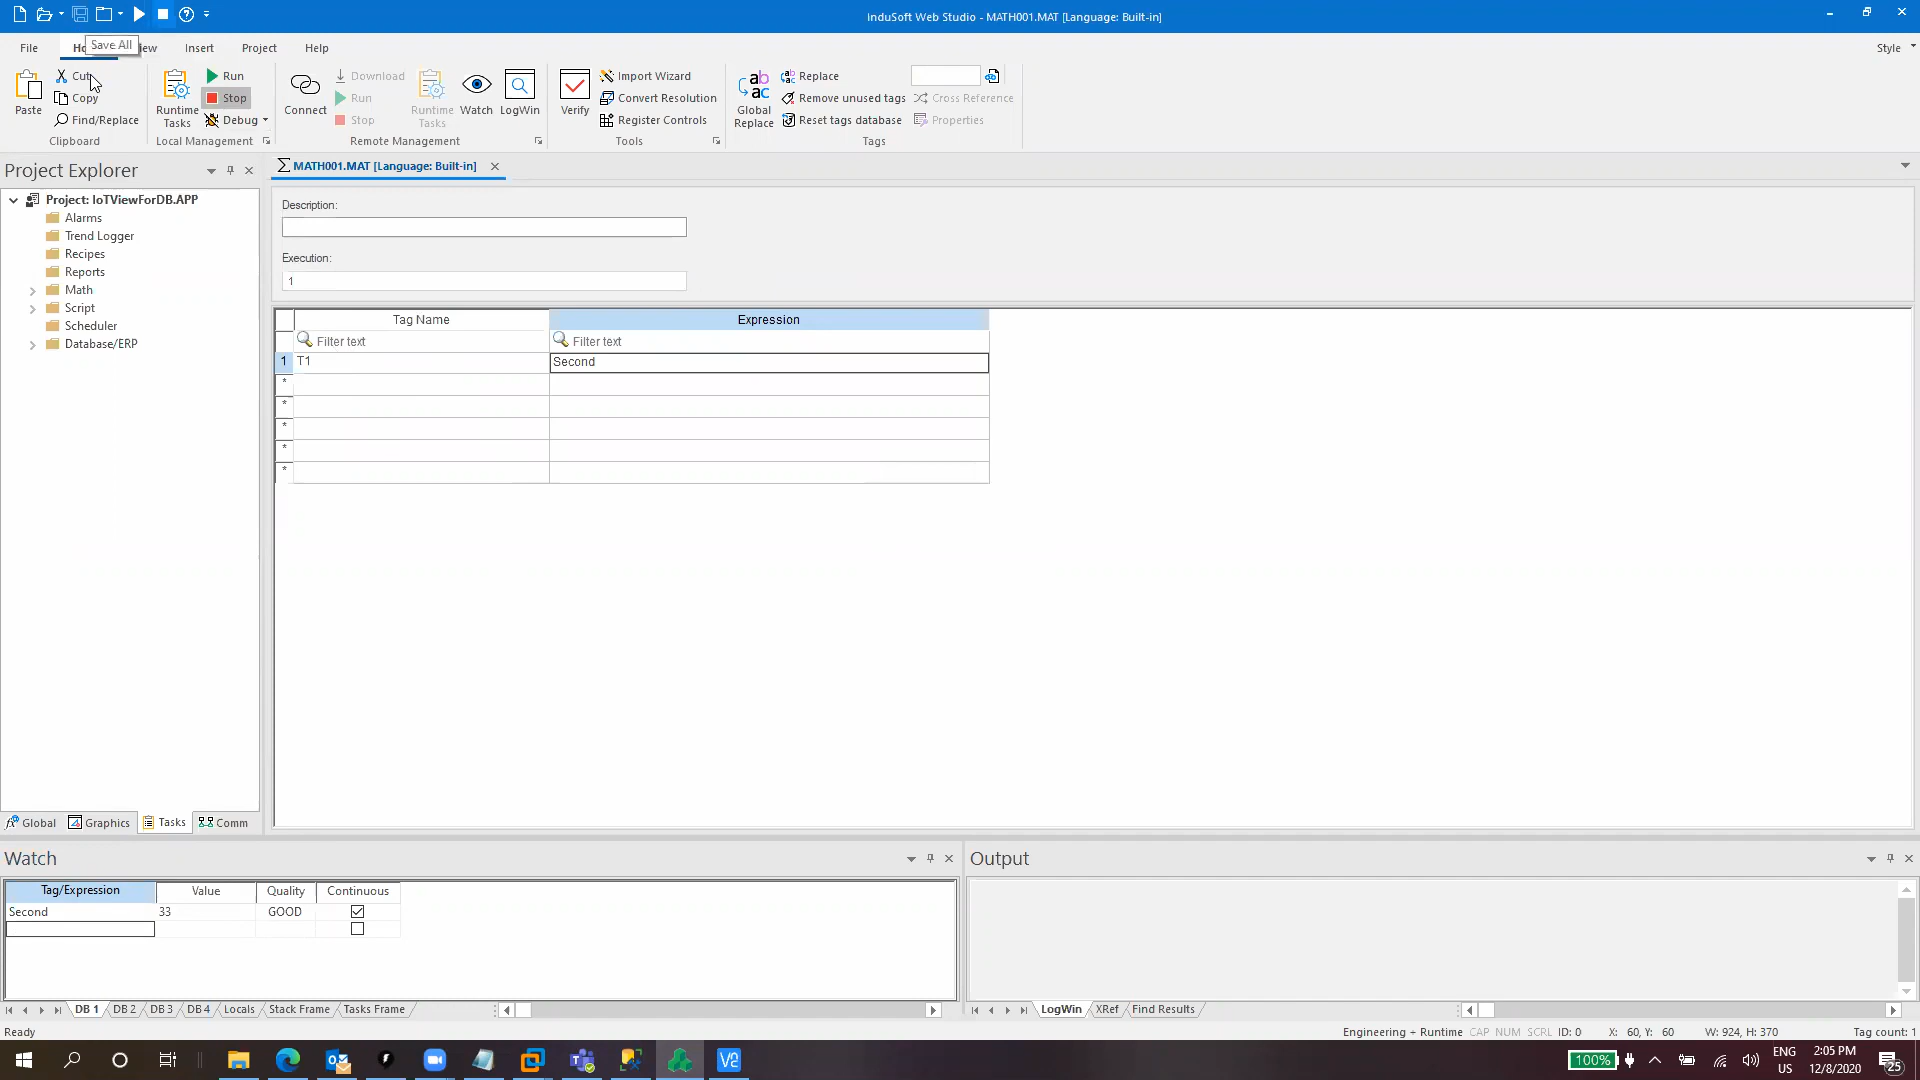 InduSoft Web Studio - MATH001.MAT [Language: Built-in]
File Insert Project Help Style
Save All
Paste Cut Copy Find/Replace Clipboard
Runtime Tasks Run Stop Debug Local Management
Connect Download Run Stop Runtime Tasks Watch LogWin Remote Management
Verify Import Wizard Convert Resolution Register Controls Tools
Global Replace Replace Remove unused tags Reset tags database Cross Reference Properties Tags
Project Explorer
MATH001.MAT [Language: Built-in]
Project: IoTViewForDB.APP
Alarms
Trend Logger
Recipes
Reports
Math
Script
Scheduler
Database/ERP
Description:
Execution:
1
Tag Name Expression
Filter text Filter text
1 T1 Second
*
*
*
*
*
Global Graphics Tasks Comm
Watch
Tag/Expression Value Quality Continuous
Second 33 GOOD
DB 1 DB 2 DB 3 DB 4 Locals Stack Frame Tasks Frame
Output
LogWin XRef Find Results
Ready Engineering + Runtime CAP NUM SCRL ID: 0 X: 60, Y: 60 W: 924, H: 370 Tag count: 1
100% ENG US 2:05 PM 12/8/2020 25